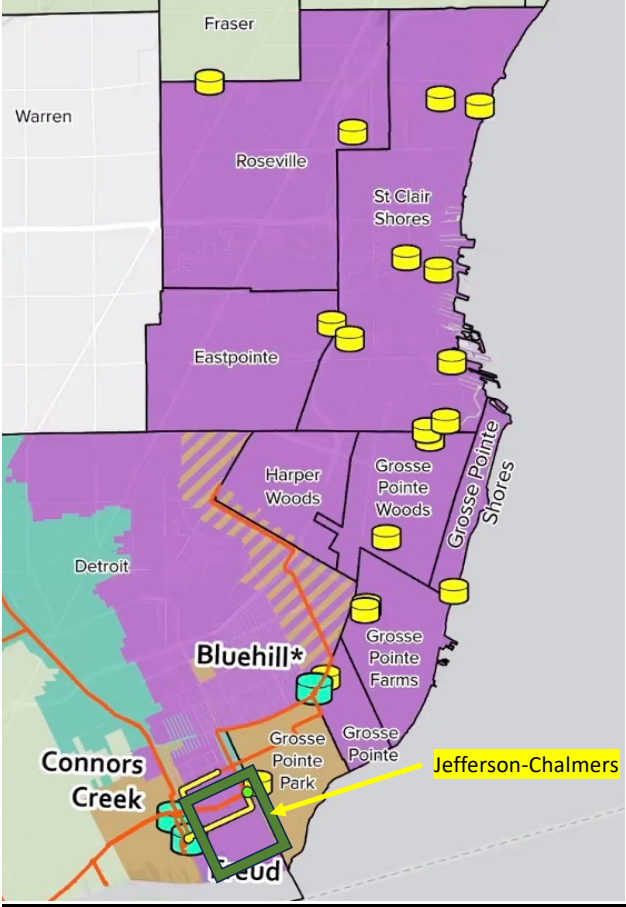 Fraser
Warren
Roseville
St Clair
Shores
Eastpointe
Harper
Woods
Grosse
Pointe
Woods
Grosse Pointe
Shores
Detroit
Bluehill*
Grosse
Pointe
Farms
Grosse
Pointe
Grosse
Pointe
Park
Connors
Creek
Jefferson-Chalmers
Freud